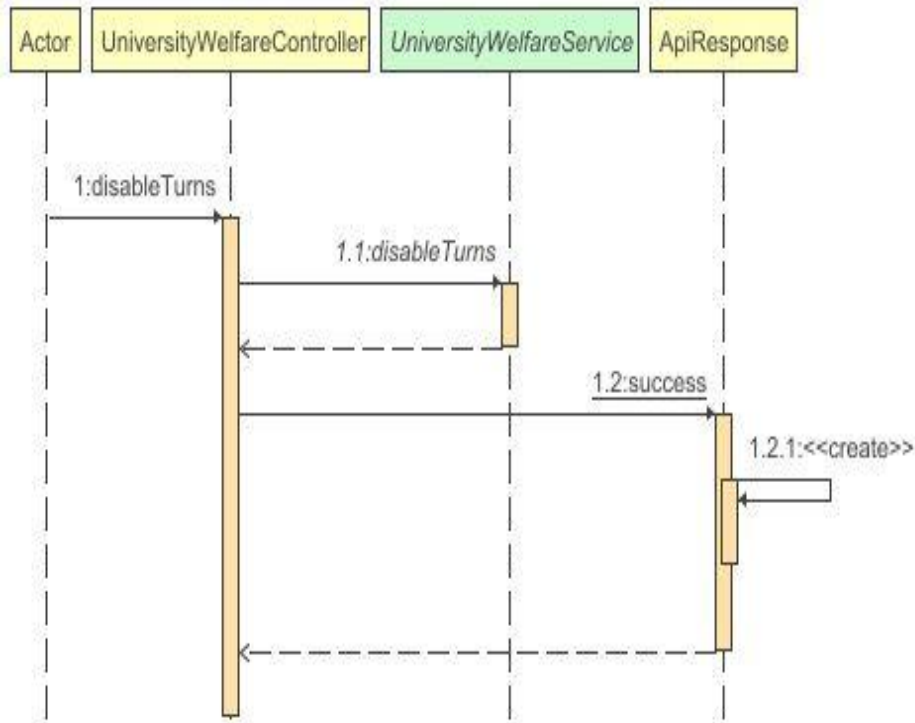 Actor
UniversityWelfareController
UniversityWelfareService
ApiResponse
1:disableTurns
1.1:disableTurns
1.2:success
1.2.1:<<create>>